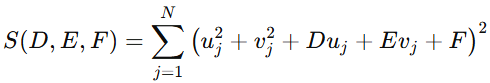 S(D, E, F) = \sum_{j=1}^{N} \left( u_j^2 + v_j^2 + Du_j + Ev_j + F \right)^2